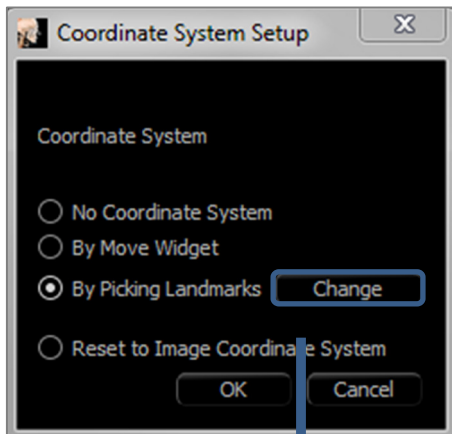 Coordinate System Setup
Coordinate System
No Coordinate System
By Move Widget
By Picking Landmarks Change
Reset to Image Coordinate System
OK Cancel